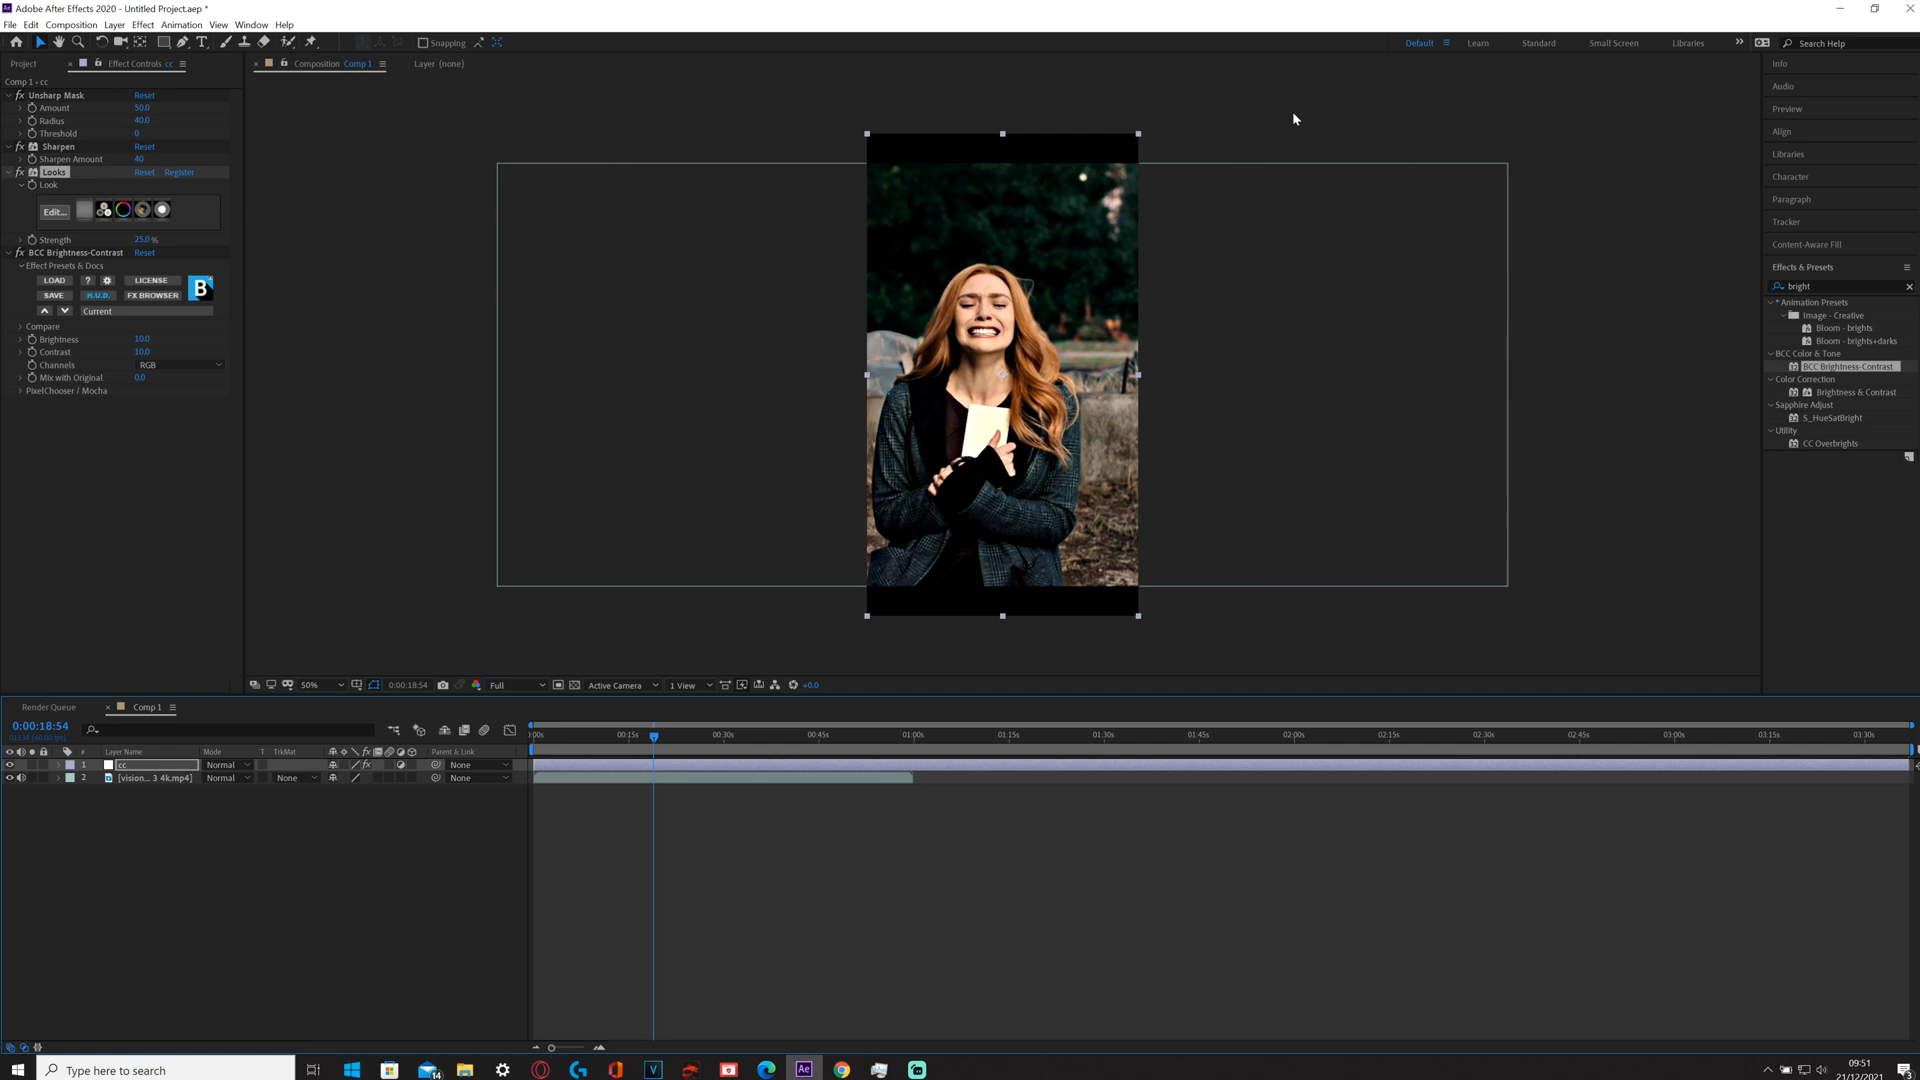 Adobe After Effects 2020 - Untitled Project.aep *
File Edit Composition Layer Effect Animation View Window Help
Snapping
Default Learn Standard Small Screen Libraries Search Help
Project Effect Controls cc
Composition Comp 1 Layer (none)
Comp 1 • cc
fx Unsharp Mask Reset
Amount 50.0
Radius 40.0
Threshold 0
fx Sharpen Reset
Sharpen Amount 40
fx Looks Reset Register
Look
Edit...
Strength 25.0 %
fx BCC Brightness-Contrast Reset
Effect Presets & Docs
LOAD ? LICENSE B
SAVE H.U.D. FX BROWSER
Current
Compare
Brightness 10.0
Contrast 10.0
Channels RGB
Mix with Original 0.0
PixelChooser / Mocha
Info
Audio
Preview
Align
Libraries
Character
Paragraph
Tracker
Content-Aware Fill
Effects & Presets
bright
* Animation Presets
Image - Creative
Bloom - brights
Bloom - brights+darks
BCC Color & Tone
BCC Brightness-Contrast
Color Correction
Brightness & Contrast
Sapphire Adjust
S_HueSatBright
Utility
CC Overbrights
50% 0:00:18:54 Full Active Camera 1 View +0.0
Render Queue Comp 1
0:00:18:54
00:15s 00:30s 00:45s 01:00s 01:15s 01:30s 01:45s 02:00s 02:15s 02:30s 02:45s 03:00s 03:15s 03:30s
# Layer Name Mode T TrkMat Parent & Link
1 cc Normal None
2 [vision... 3 4k.mp4] Normal None None
Type here to search
14
V
Ae
09:51
21/12/2021
3